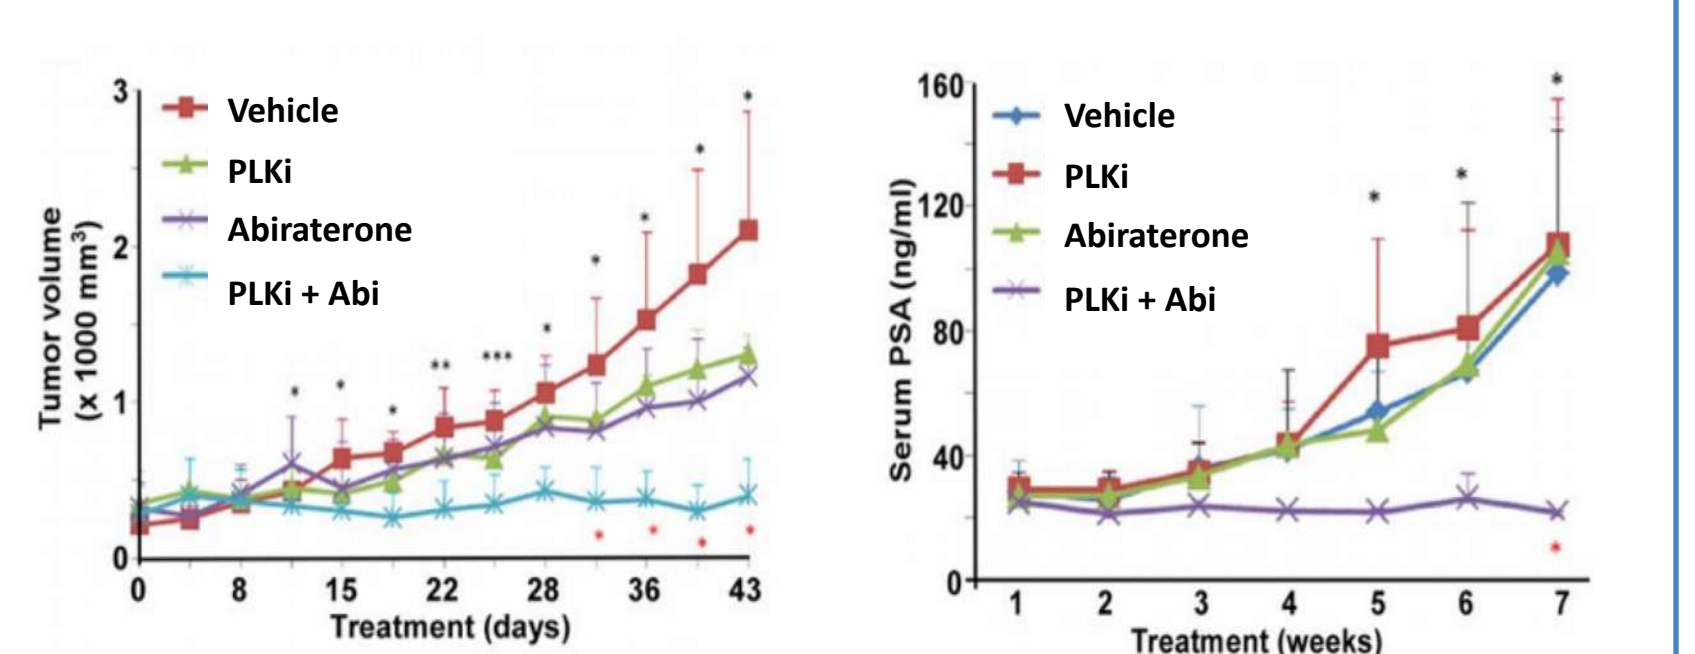 Tumor volume
(x 1000 mm³)
3
2
1
0
Vehicle
PLKi
Abiraterone
PLKi + Abi
* * * ** *** * * * * *
* * * *
0 8 15 22 28 36 43
Treatment (days)
Serum PSA (ng/ml)
160
120
80
40
0
Vehicle
PLKi
Abiraterone
PLKi + Abi
* * *
*
1 2 3 4 5 6 7
Treatment (weeks)